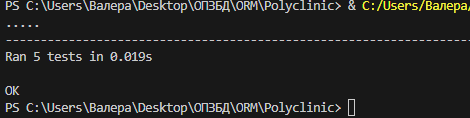 PS C:\Users\Валера\Desktop\ОПЗБД\ORM\Polyclinic> & C:/Users/Валера/
.....
----------------------------------------------------------------------
Ran 5 tests in 0.019s
OK
PS C:\Users\Валера\Desktop\ОПЗБД\ORM\Polyclinic>